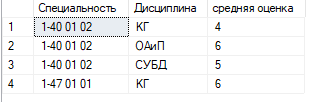 Специальность Дисциплина средняя оценка
1 1-40 01 02 КГ 4
2 1-40 01 02 ОАиП 6
3 1-40 01 02 СУБД 5
4 1-47 01 01 КГ 6